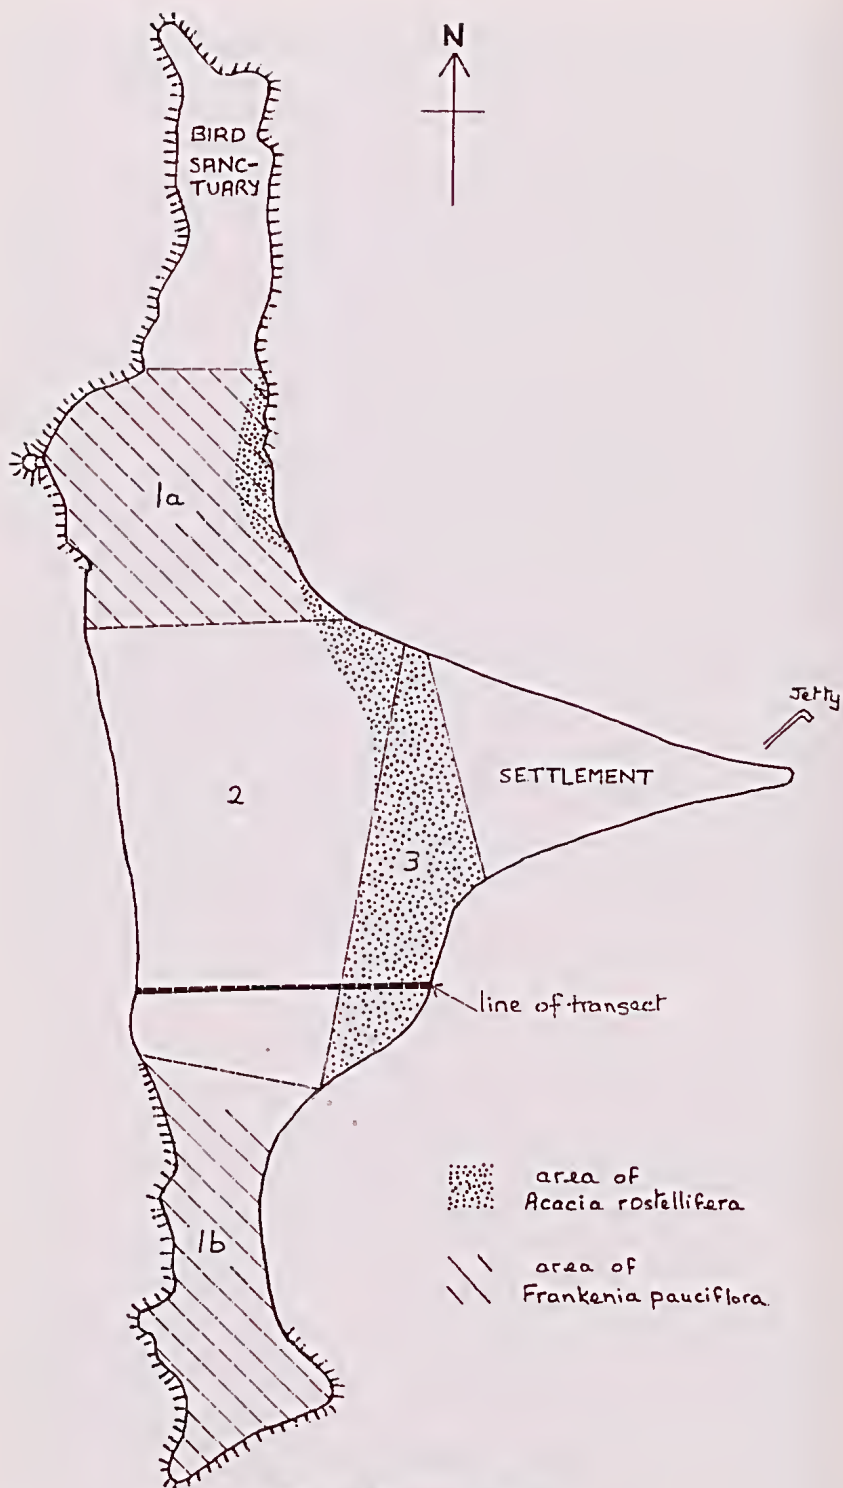 N
BIRD
SANC-
TUARY
1a
Jetty
SETTLEMENT
2
3
line of transect
area of
Acacia rostellifera
1b
area of
Frankenia pauciflora.